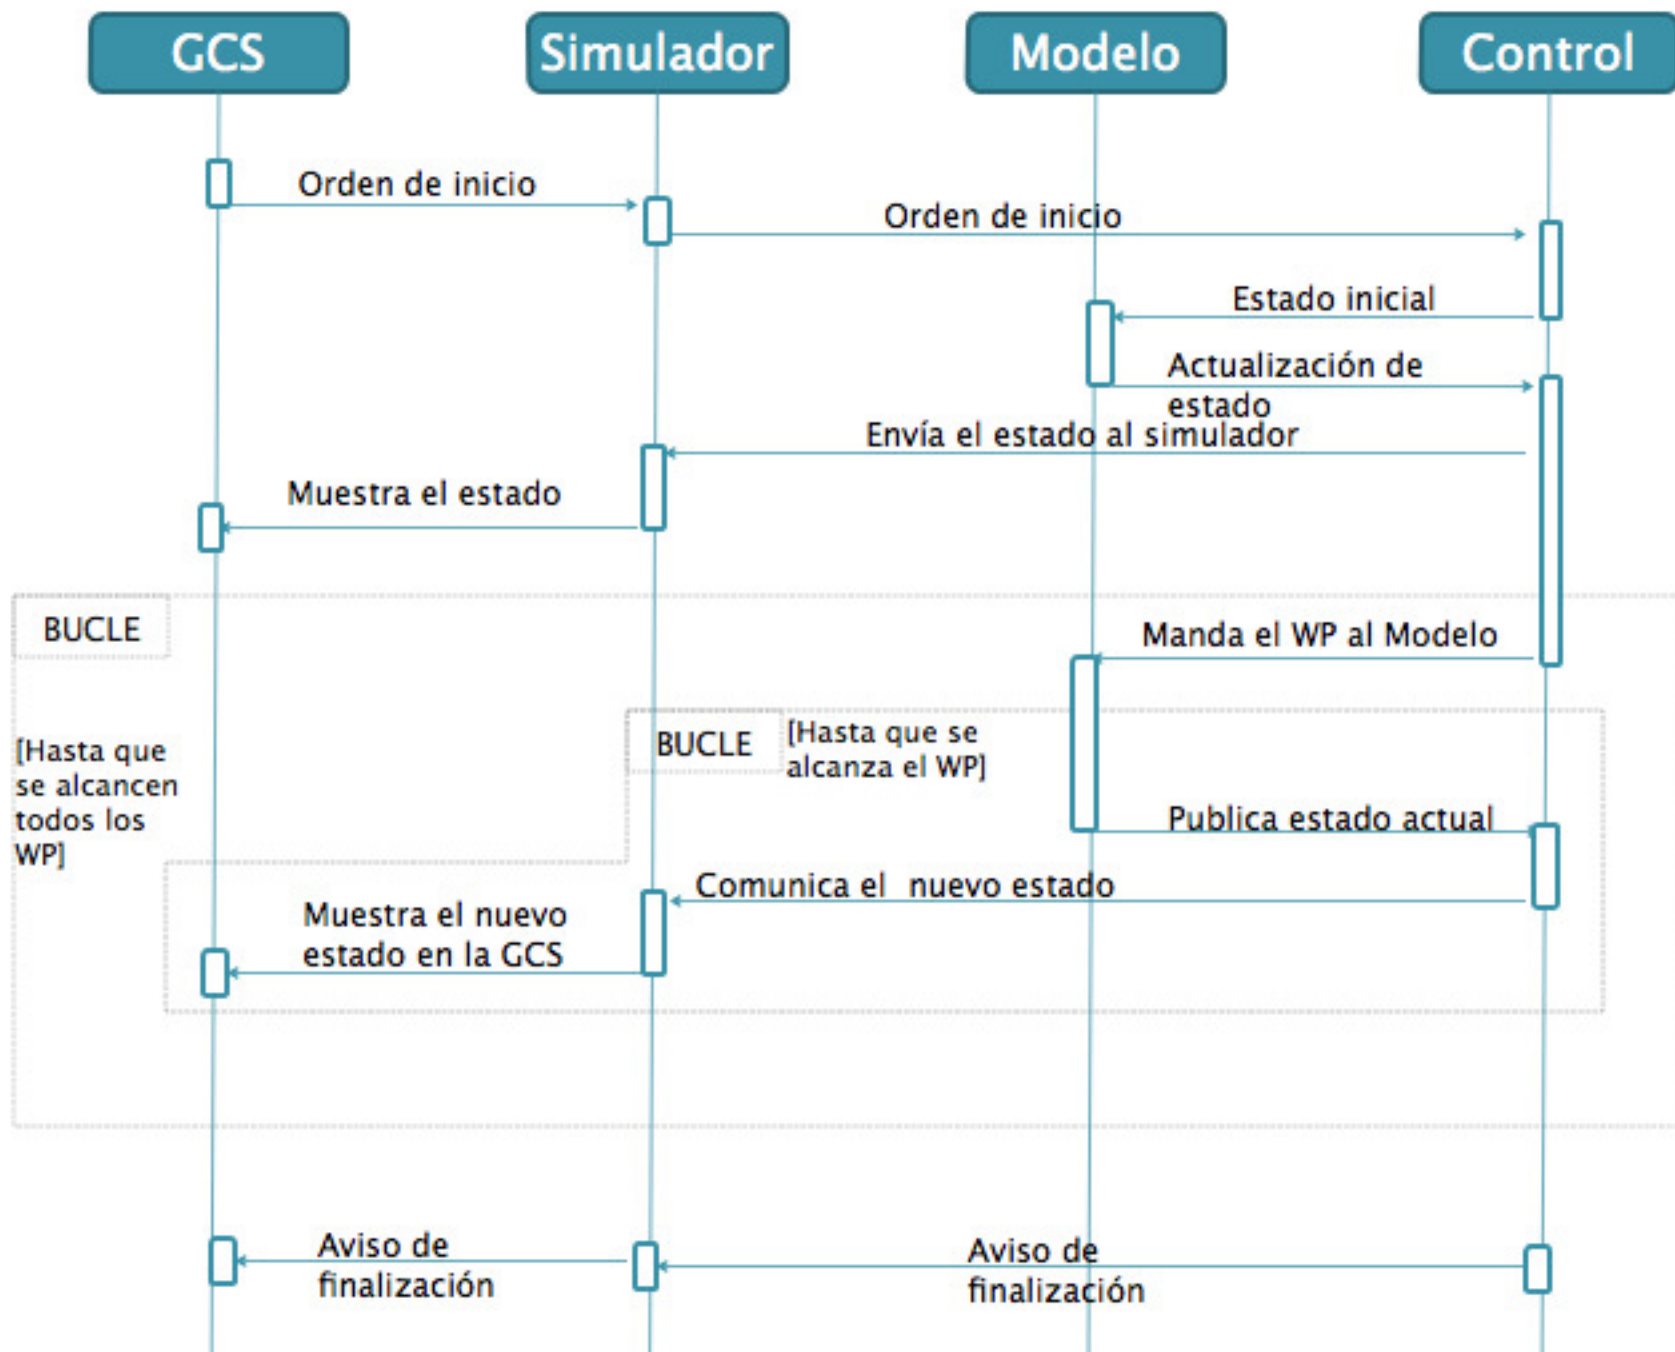 GCS
Simulador
Modelo
Control
Orden de inicio
Orden de inicio
Estado inicial
Actualización de
estado
Envía el estado al simulador
Muestra el estado
BUCLE
Manda el WP al Modelo
[Hasta que
se alcancen
todos los
WP]
BUCLE
[Hasta que se
alcanza el WP]
Publica estado actual
Comunica el  nuevo estado
Muestra el nuevo
estado en la GCS
Aviso de
finalización
Aviso de
finalización